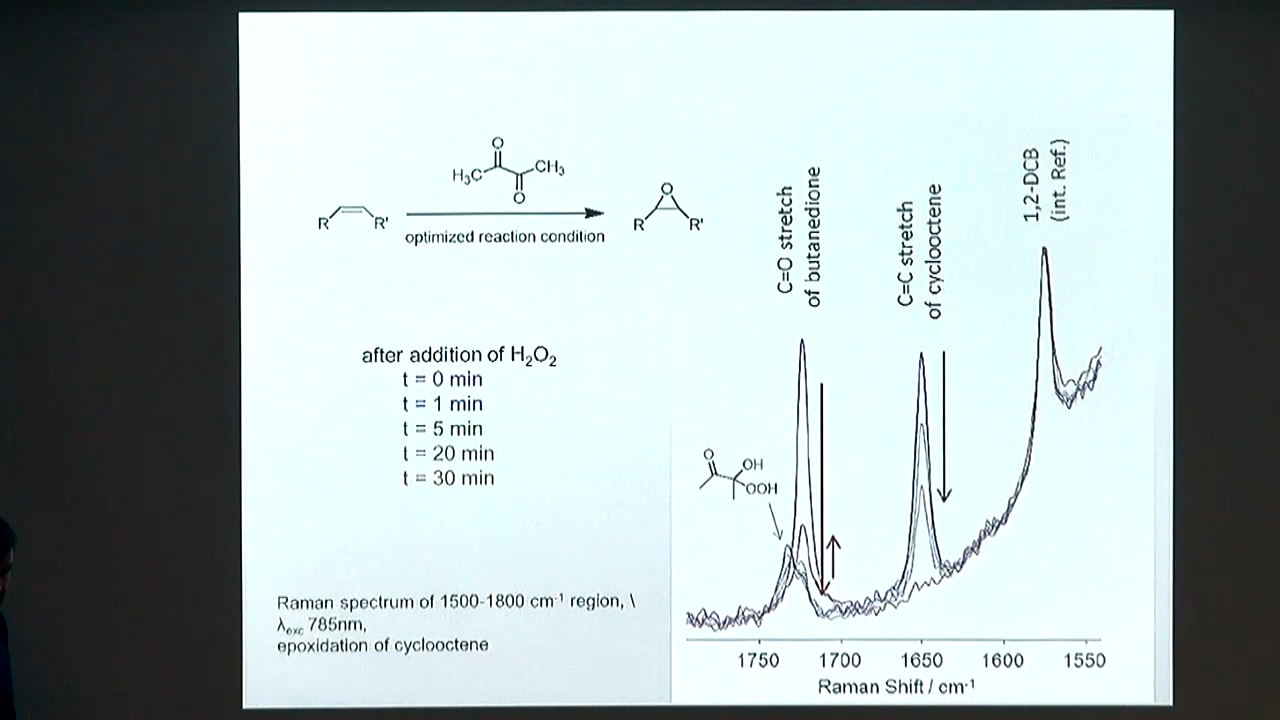 O
H₃C
CH₃
O
R
R'
optimized reaction condition
O
R
R'
after addition of H₂O₂
t = 0 min
t = 1 min
t = 5 min
t = 20 min
t = 30 min
Raman spectrum of 1500-1800 cm⁻¹ region, \
λexc 785nm,
epoxidation of cyclooctene
C=O stretch
of butanedione
C=C stretch
of cyclooctene
1,2-DCB
(int. Ref.)
O
OH
OOH
1750 1700 1650 1600 1550
Raman Shift / cm⁻¹